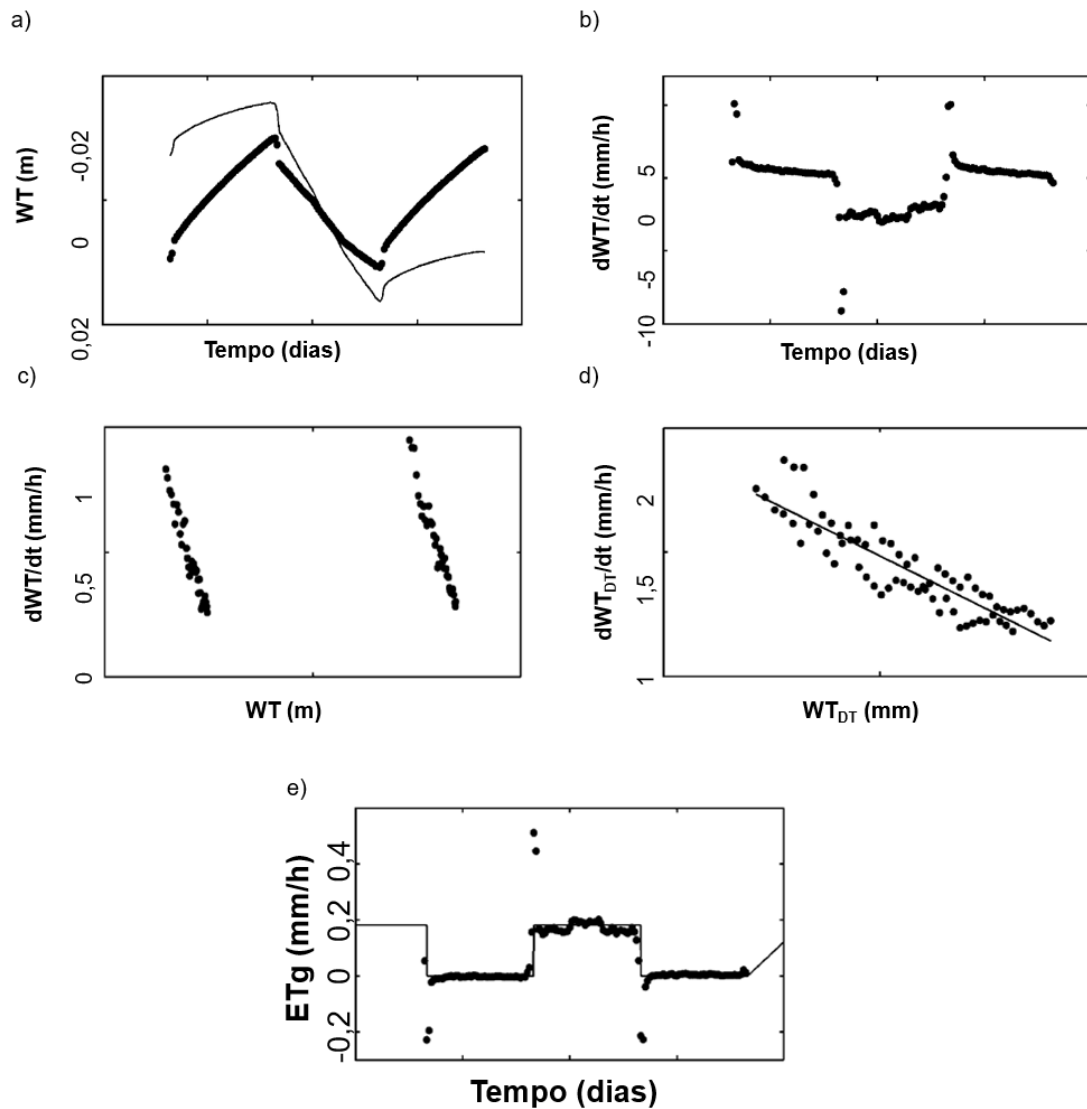 a)
WT (m)
-0,02
0
0,02
Tempo (dias)
b)
dWT/dt (mm/h)
5
0
-5
-10
Tempo (dias)
c)
dWT/dt (mm/h)
1
0,5
0
WT (m)
d)
dWT_DT/dt (mm/h)
2
1,5
1
WT_DT (mm)
e)
ETg (mm/h)
0,4
0,2
0
-0,2
Tempo (dias)